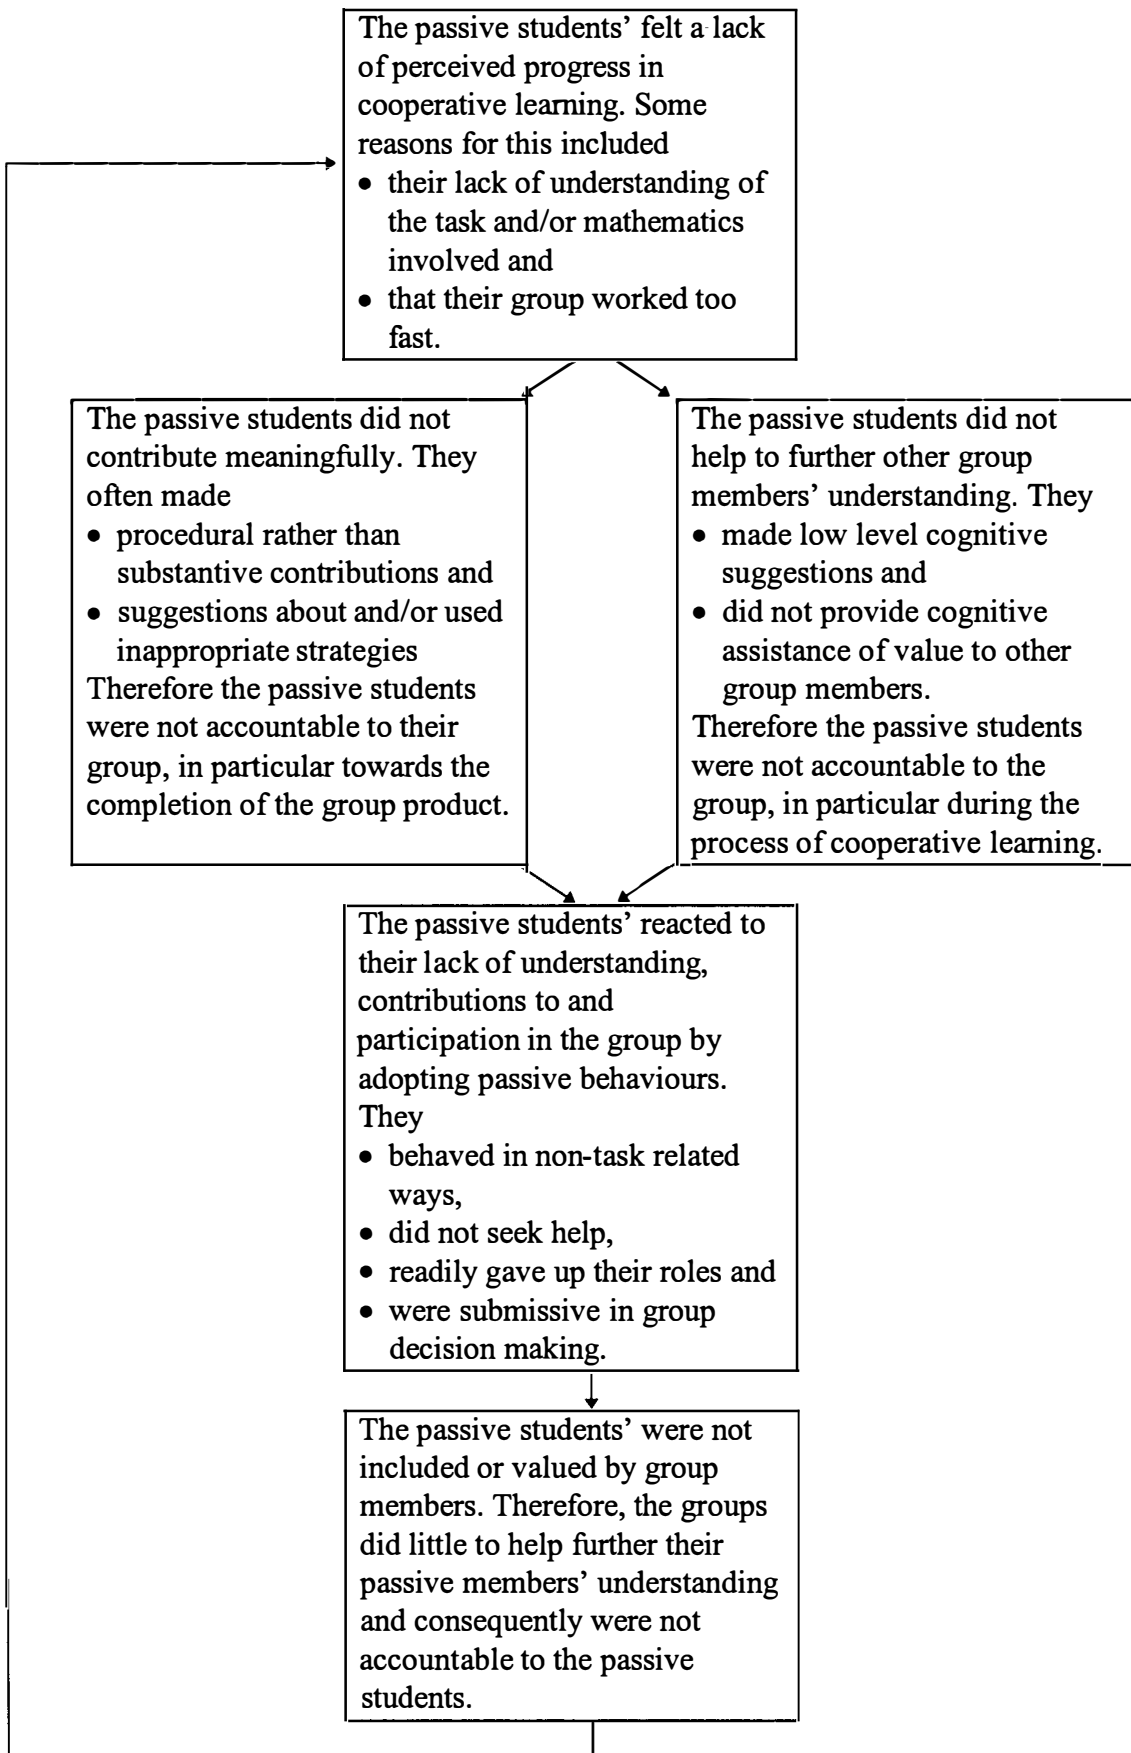 The passive students’ felt a lack
of perceived progress in
cooperative learning. Some
reasons for this included
• their lack of understanding of
the task and/or mathematics
involved and
• that their group worked too
fast.
The passive students did not
contribute meaningfully. They
often made
• procedural rather than
substantive contributions and
• suggestions about and/or used
inappropriate strategies
Therefore the passive students
were not accountable to their
group, in particular towards the
completion of the group product.
The passive students did not
help to further other group
members’ understanding. They
• made low level cognitive
suggestions and
• did not provide cognitive
assistance of value to other
group members.
Therefore the passive students
were not accountable to the
group, in particular during the
process of cooperative learning.
The passive students’ reacted to
their lack of understanding,
contributions to and
participation in the group by
adopting passive behaviours.
They
• behaved in non-task related
ways,
• did not seek help,
• readily gave up their roles and
• were submissive in group
decision making.
The passive students’ were not
included or valued by group
members. Therefore, the groups
did little to help further their
passive members’ understanding
and consequently were not
accountable to the passive
students.